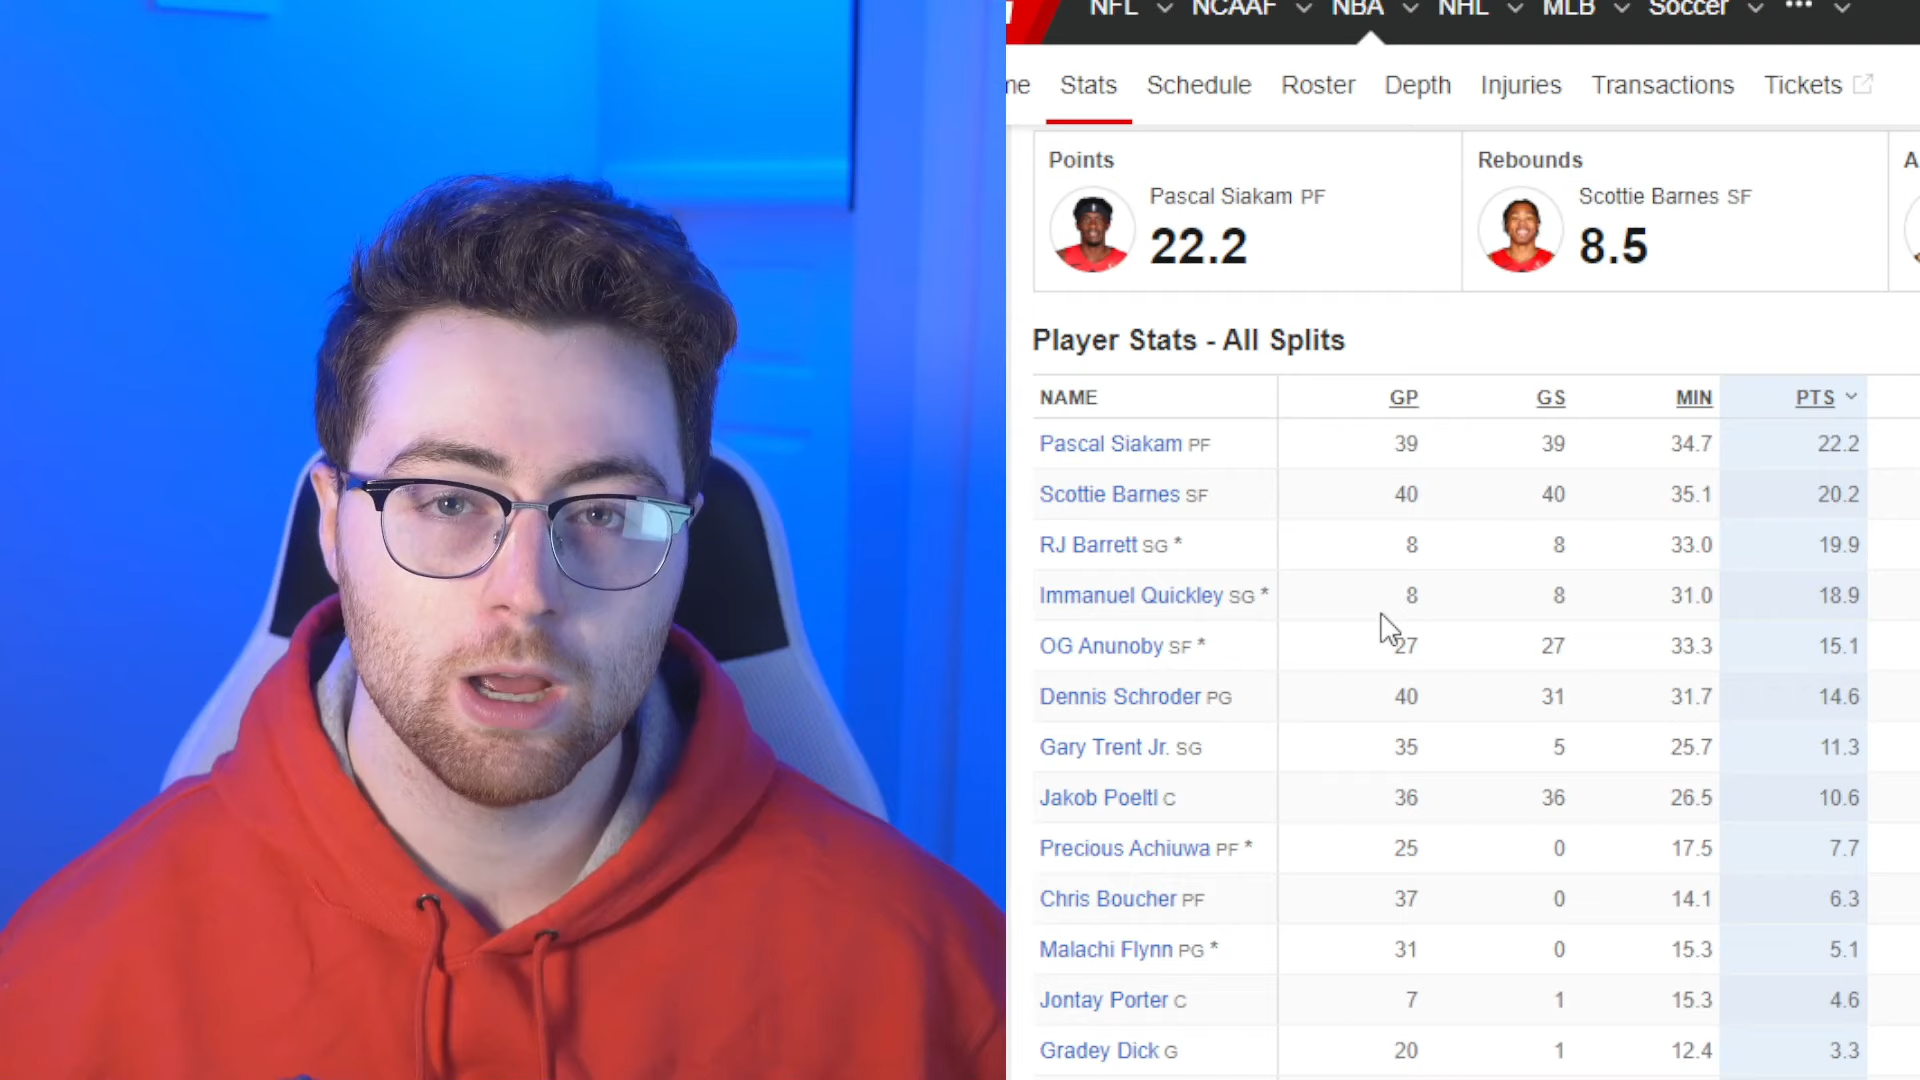 NFL NCAAF NBA NHL MLB Soccer
Stats Schedule Roster Depth Injuries Transactions Tickets
Points Rebounds
Pascal Siakam PF Scottie Barnes SF
22.2 8.5
Player Stats - All Splits
NAME GP GS MIN PTS
Pascal Siakam PF 39 39 34.7 22.2
Scottie Barnes SF 40 40 35.1 20.2
RJ Barrett SG * 8 8 33.0 19.9
Immanuel Quickley SG * 8 8 31.0 18.9
OG Anunoby SF * 27 27 33.3 15.1
Dennis Schroder PG 40 31 31.7 14.6
Gary Trent Jr. SG 35 5 25.7 11.3
Jakob Poeltl C 36 36 26.5 10.6
Precious Achiuwa PF * 25 0 17.5 7.7
Chris Boucher PF 37 0 14.1 6.3
Malachi Flynn PG * 31 0 15.3 5.1
Jontay Porter C 7 1 15.3 4.6
Gradey Dick G 20 1 12.4 3.3